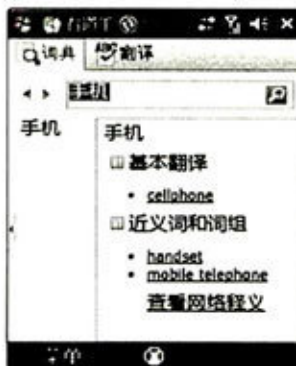 词典 翻译
手机
手机
手机
基本翻译
cellphone
近义词和词组
handset
mobile telephone
查看网络释义